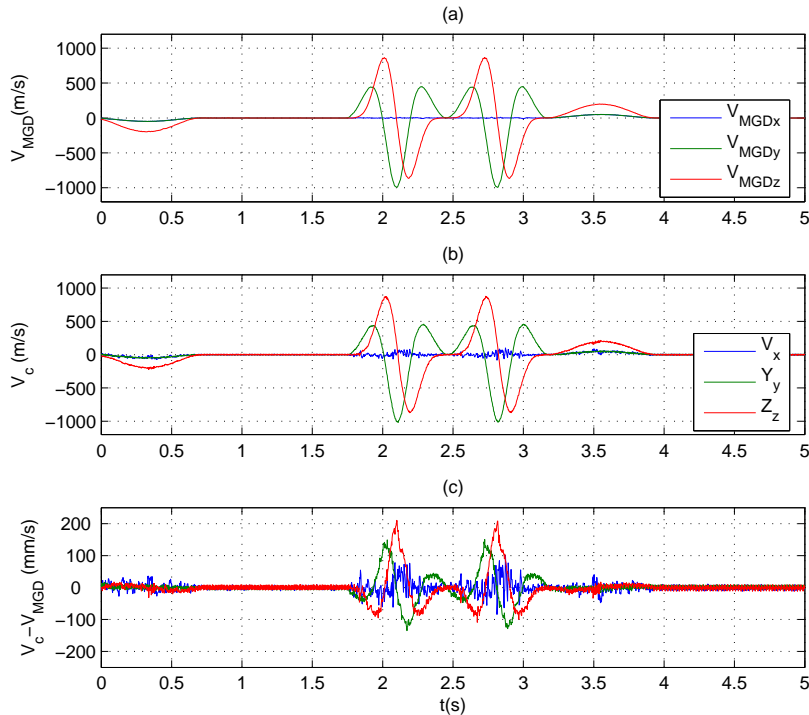 (a)
1000
500
0
−500
−1000
V_MGD(m/s)
V_MGDx
V_MGDy
V_MGDz
0 0.5 1 1.5 2 2.5 3 3.5 4 4.5 5
(b)
1000
500
0
−500
−1000
V_c (m/s)
V_x
Y_y
Z_z
0 0.5 1 1.5 2 2.5 3 3.5 4 4.5 5
(c)
200
100
0
−100
−200
V_c−V_MGD (mm/s)
0 0.5 1 1.5 2 2.5 3 3.5 4 4.5 5
t(s)